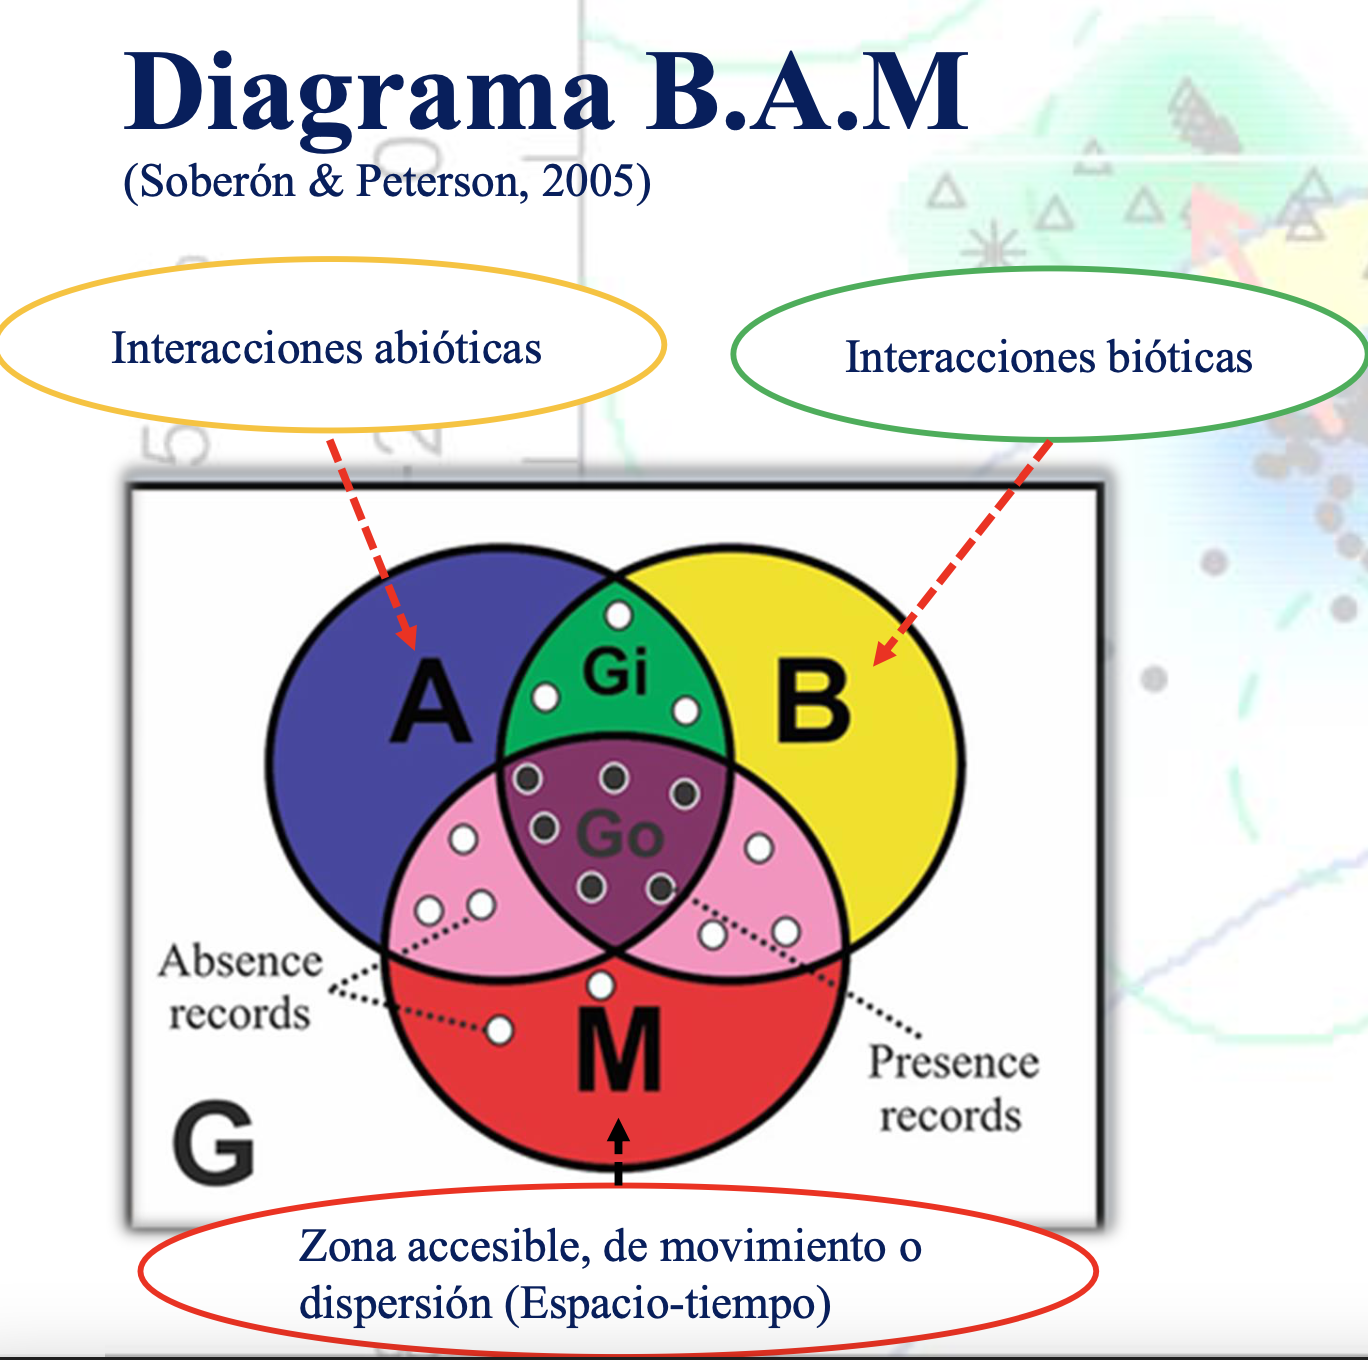 Diagrama B.A.M
(Soberón & Peterson, 2005)
Interacciones abióticas
Interacciones bióticas
A
Gi
B
Go
Absence
records
M
Presence
records
G
Zona accesible, de movimiento o
dispersión (Espacio-tiempo)